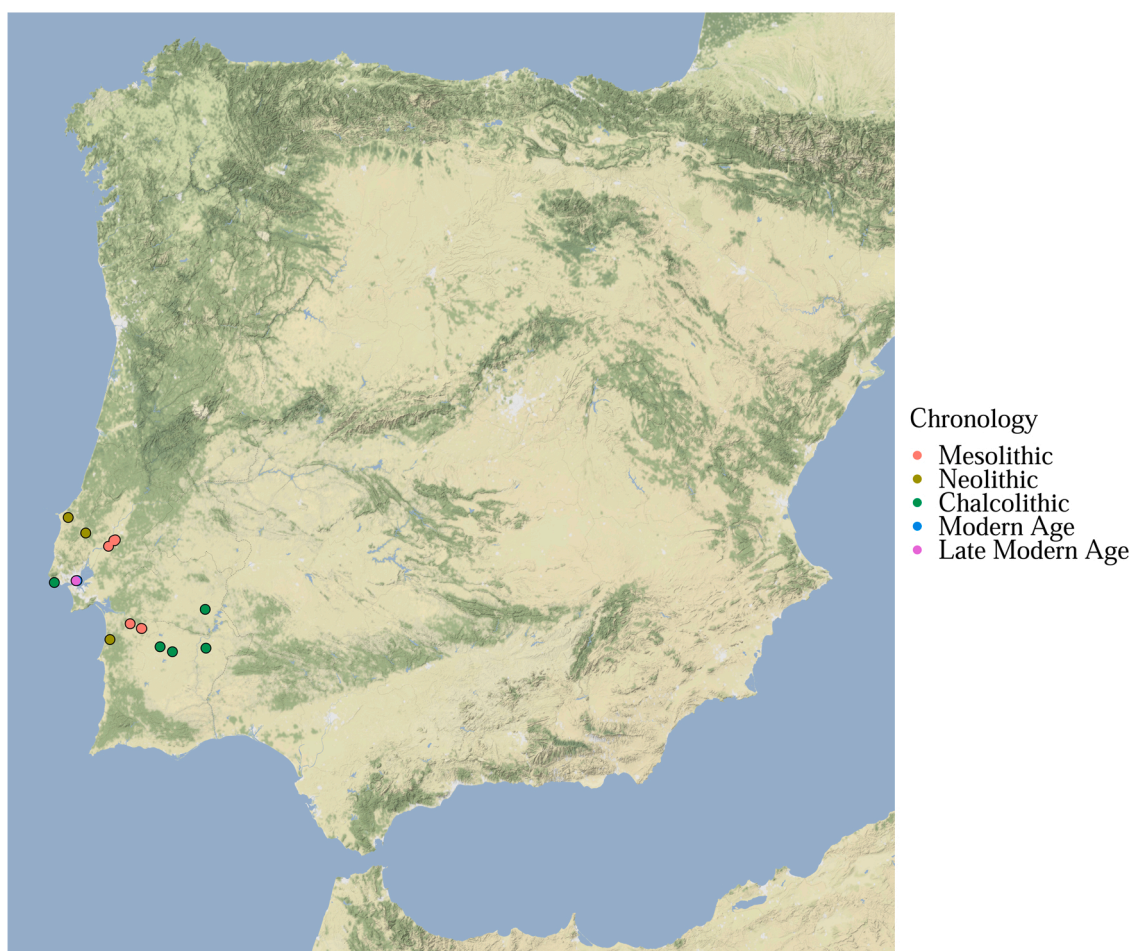 Chronology
Mesolithic
Neolithic
Chalcolithic
Modern Age
Late Modern Age